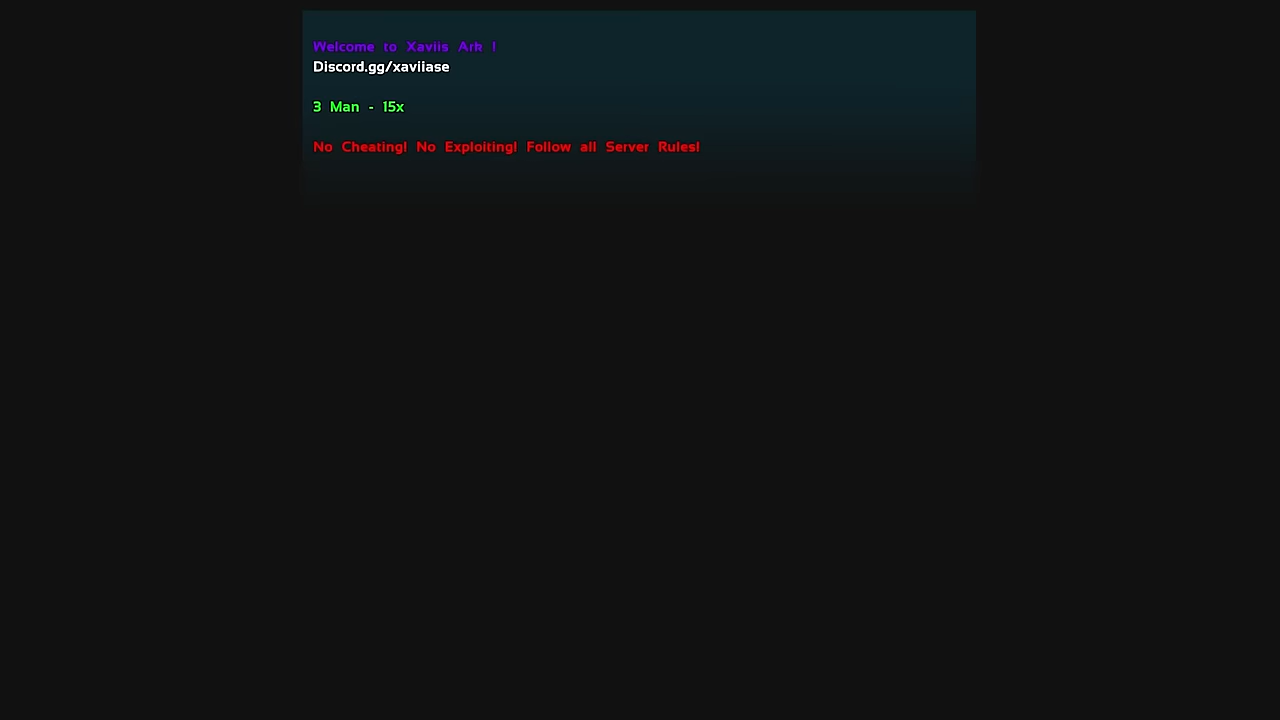 Welcome to Xaviis Ark !
Discord.gg/xaviiase
3 Man - 15x
No Cheating! No Exploiting! Follow all Server Rules!